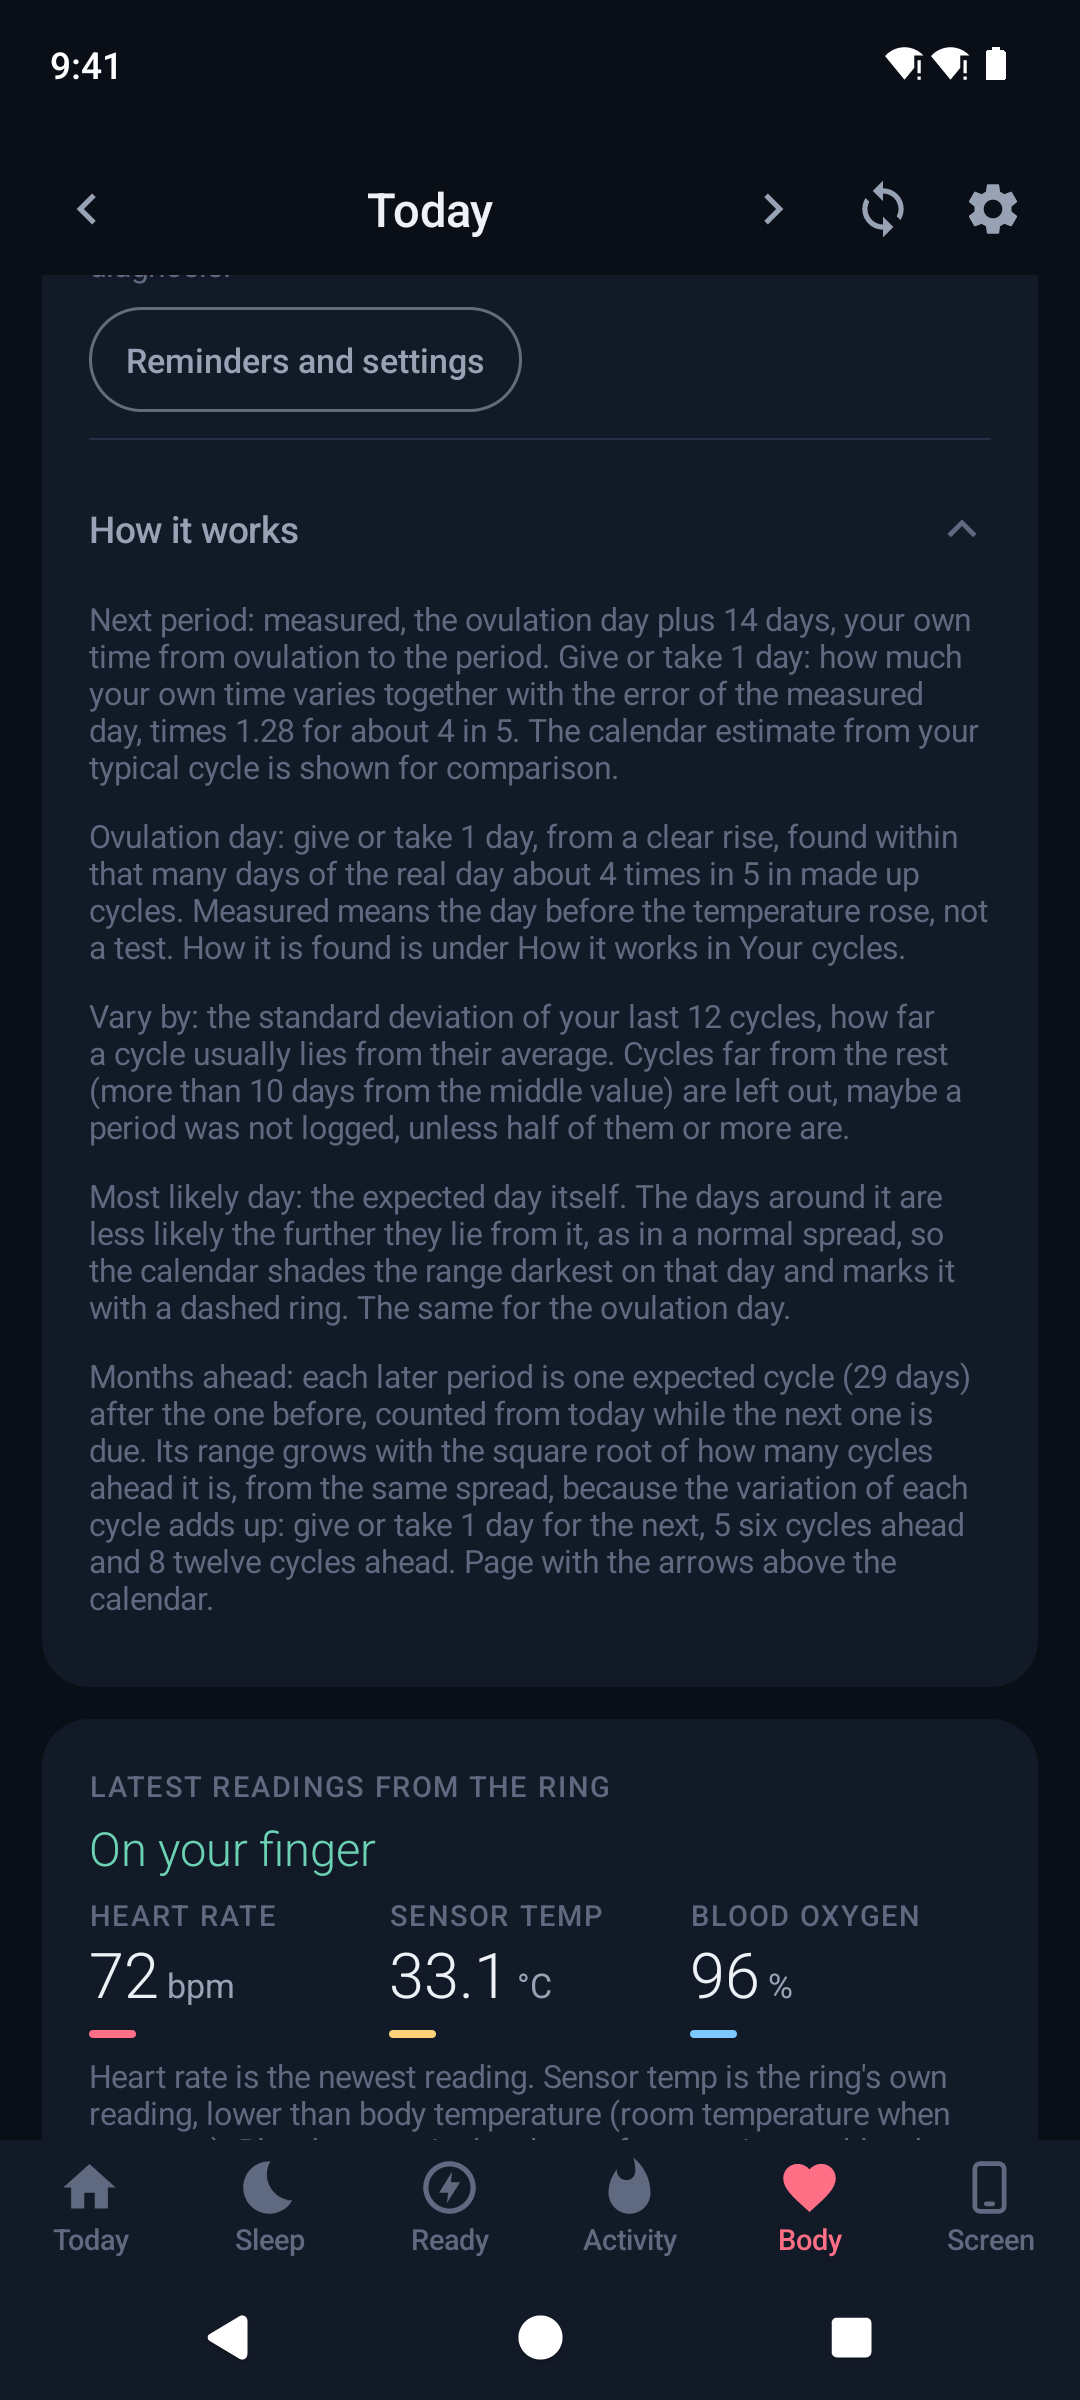 9:41
Today
Reminders and settings
How it works
Next period: measured, the ovulation day plus 14 days, your own
time from ovulation to the period. Give or take 1 day: how much
your own time varies together with the error of the measured
day, times 1.28 for about 4 in 5. The calendar estimate from your
typical cycle is shown for comparison.
Ovulation day: give or take 1 day, from a clear rise, found within
that many days of the real day about 4 times in 5 in made up
cycles. Measured means the day before the temperature rose, not
a test. How it is found is under How it works in Your cycles.
Vary by: the standard deviation of your last 12 cycles, how far
a cycle usually lies from their average. Cycles far from the rest
(more than 10 days from the middle value) are left out, maybe a
period was not logged, unless half of them or more are.
Most likely day: the expected day itself. The days around it are
less likely the further they lie from it, as in a normal spread, so
the calendar shades the range darkest on that day and marks it
with a dashed ring. The same for the ovulation day.
Months ahead: each later period is one expected cycle (29 days)
after the one before, counted from today while the next one is
due. Its range grows with the square root of how many cycles
ahead it is, from the same spread, because the variation of each
cycle adds up: give or take 1 day for the next, 5 six cycles ahead
and 8 twelve cycles ahead. Page with the arrows above the
calendar.
LATEST READINGS FROM THE RING
On your finger
HEART RATE SENSOR TEMP BLOOD OXYGEN
72 bpm 33.1 °C 96 %
Heart rate is the newest reading. Sensor temp is the ring's own
reading, lower than body temperature (room temperature when
Today Sleep Ready Activity Body Screen